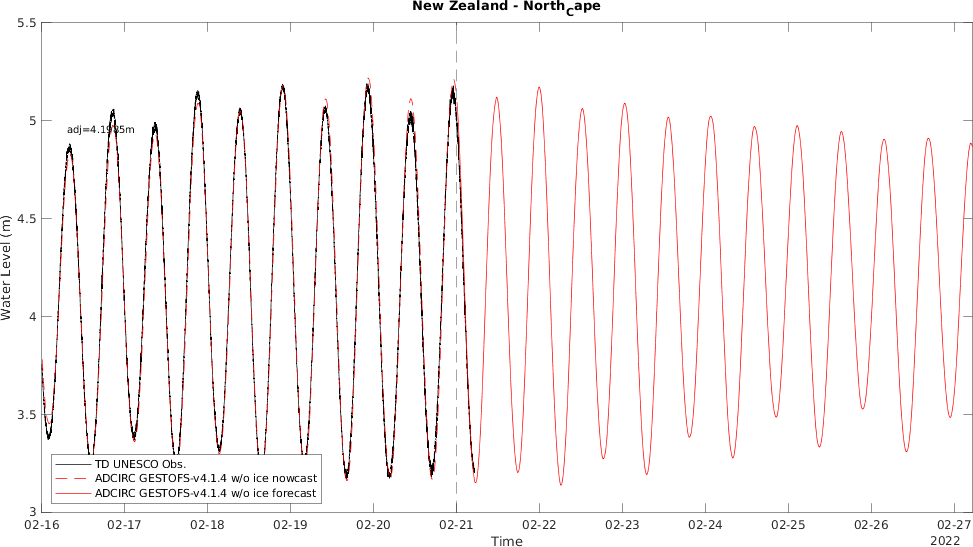 New Zealand - NorthCape
5.5
5
4.5
4
3.5
3
Water Level (m)
adj=4.1985m
TD UNESCO Obs.
ADCIRC GESTOFS-v4.1.4 w/o ice nowcast
ADCIRC GESTOFS-v4.1.4 w/o ice forecast
02-16 02-17 02-18 02-19 02-20 02-21 02-22 02-23 02-24 02-25 02-26 02-27
Time
2022